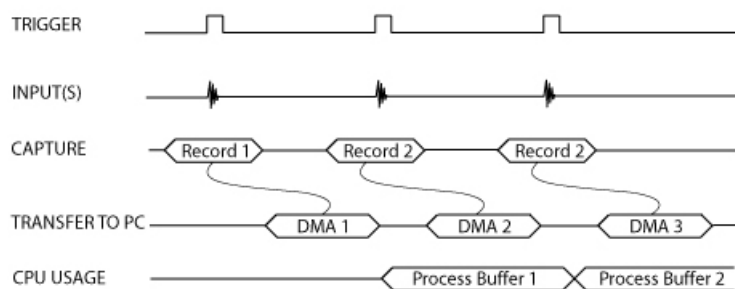 TRIGGER
INPUT(S)
CAPTURE Record 1 Record 2 Record 2
TRANSFER TO PC DMA 1 DMA 2 DMA 3
CPU USAGE Process Buffer 1 Process Buffer 2